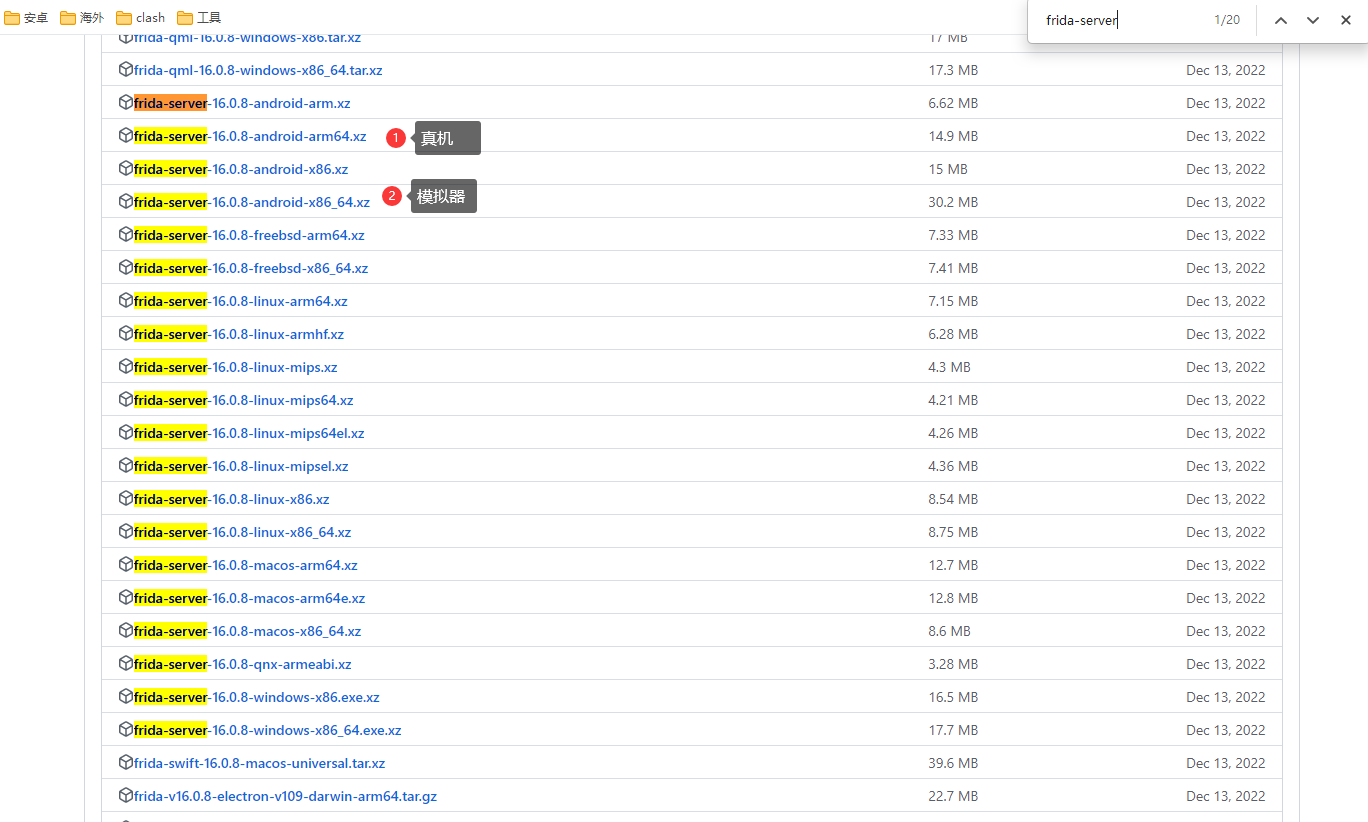 安卓 海外 clash 工具
frida-server 1/20
frida-qml-16.0.8-windows-x86.tar.xz 17 MB
frida-qml-16.0.8-windows-x86_64.tar.xz 17.3 MB Dec 13, 2022
frida-server-16.0.8-android-arm.xz 6.62 MB Dec 13, 2022
frida-server-16.0.8-android-arm64.xz 1 真机 14.9 MB Dec 13, 2022
frida-server-16.0.8-android-x86.xz 15 MB Dec 13, 2022
frida-server-16.0.8-android-x86_64.xz 2 模拟器 30.2 MB Dec 13, 2022
frida-server-16.0.8-freebsd-arm64.xz 7.33 MB Dec 13, 2022
frida-server-16.0.8-freebsd-x86_64.xz 7.41 MB Dec 13, 2022
frida-server-16.0.8-linux-arm64.xz 7.15 MB Dec 13, 2022
frida-server-16.0.8-linux-armhf.xz 6.28 MB Dec 13, 2022
frida-server-16.0.8-linux-mips.xz 4.3 MB Dec 13, 2022
frida-server-16.0.8-linux-mips64.xz 4.21 MB Dec 13, 2022
frida-server-16.0.8-linux-mips64el.xz 4.26 MB Dec 13, 2022
frida-server-16.0.8-linux-mipsel.xz 4.36 MB Dec 13, 2022
frida-server-16.0.8-linux-x86.xz 8.54 MB Dec 13, 2022
frida-server-16.0.8-linux-x86_64.xz 8.75 MB Dec 13, 2022
frida-server-16.0.8-macos-arm64.xz 12.7 MB Dec 13, 2022
frida-server-16.0.8-macos-arm64e.xz 12.8 MB Dec 13, 2022
frida-server-16.0.8-macos-x86_64.xz 8.6 MB Dec 13, 2022
frida-server-16.0.8-qnx-armeabi.xz 3.28 MB Dec 13, 2022
frida-server-16.0.8-windows-x86.exe.xz 16.5 MB Dec 13, 2022
frida-server-16.0.8-windows-x86_64.exe.xz 17.7 MB Dec 13, 2022
frida-swift-16.0.8-macos-universal.tar.xz 39.6 MB Dec 13, 2022
frida-v16.0.8-electron-v109-darwin-arm64.tar.gz 22.7 MB Dec 13, 2022